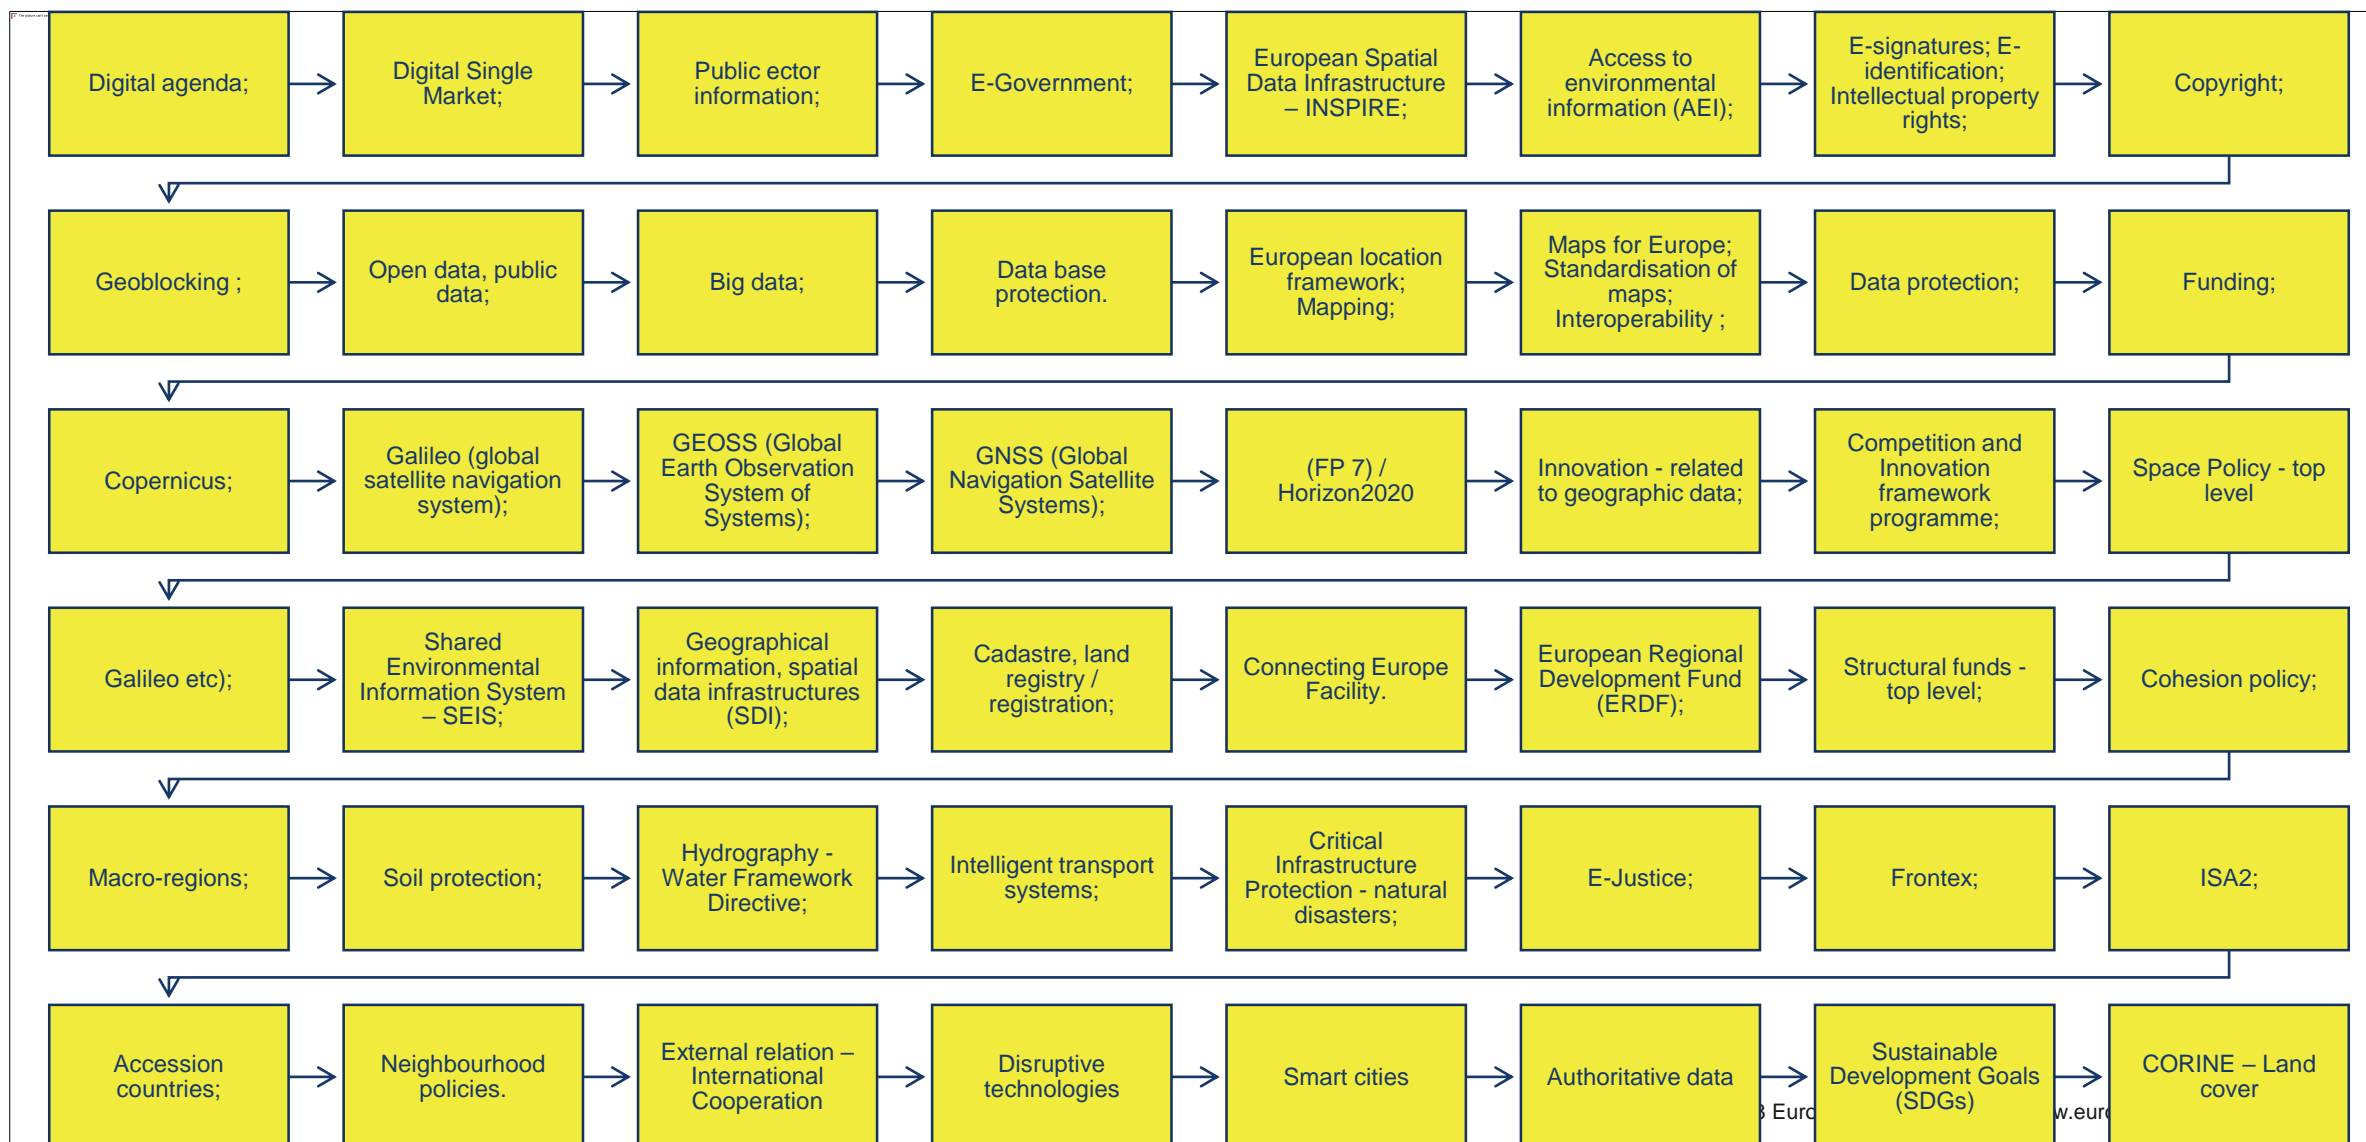 The picture can't be
Digital agenda;
Digital Single
Market;
Public ector
information;
E-Government;
European Spatial
Data Infrastructure
– INSPIRE;
Access to
environmental
information (AEI);
E-signatures; E-
identification;
Intellectual property
rights;
Copyright;
Geoblocking ;
Open data, public
data;
Big data;
Data base
protection.
European location
framework;
Mapping;
Maps for Europe;
Standardisation of
maps;
Interoperability ;
Data protection;
Funding;
Copernicus;
Galileo (global
satellite navigation
system);
GEOSS (Global
Earth Observation
System of
Systems);
GNSS (Global
Navigation Satellite
Systems);
(FP 7) /
Horizon2020
Innovation - related
to geographic data;
Competition and
Innovation
framework
programme;
Space Policy - top
level
Galileo etc);
Shared
Environmental
Information System
– SEIS;
Geographical
information, spatial
data infrastructures
(SDI);
Cadastre, land
registry /
registration;
Connecting Europe
Facility.
European Regional
Development Fund
(ERDF);
Structural funds -
top level;
Cohesion policy;
Macro-regions;
Soil protection;
Hydrography -
Water Framework
Directive;
Intelligent transport
systems;
Critical
Infrastructure
Protection - natural
disasters;
E-Justice;
Frontex;
ISA2;
Accession
countries;
Neighbourhood
policies.
External relation –
International
Cooperation
Disruptive
technologies
Smart cities
Authoritative data
Sustainable
Development Goals
(SDGs)
CORINE – Land
cover